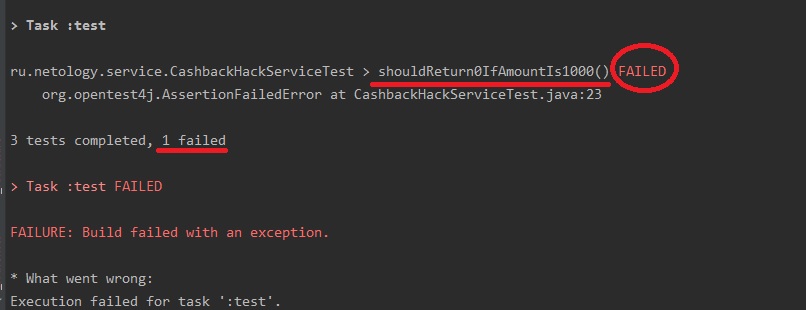 > Task :test
ru.netology.service.CashbackHackServiceTest > shouldReturn0IfAmountIs1000() FAILED
org.opentest4j.AssertionFailedError at CashbackHackServiceTest.java:23
3 tests completed, 1 failed
> Task :test FAILED
FAILURE: Build failed with an exception.
* What went wrong:
Execution failed for task ':test'.